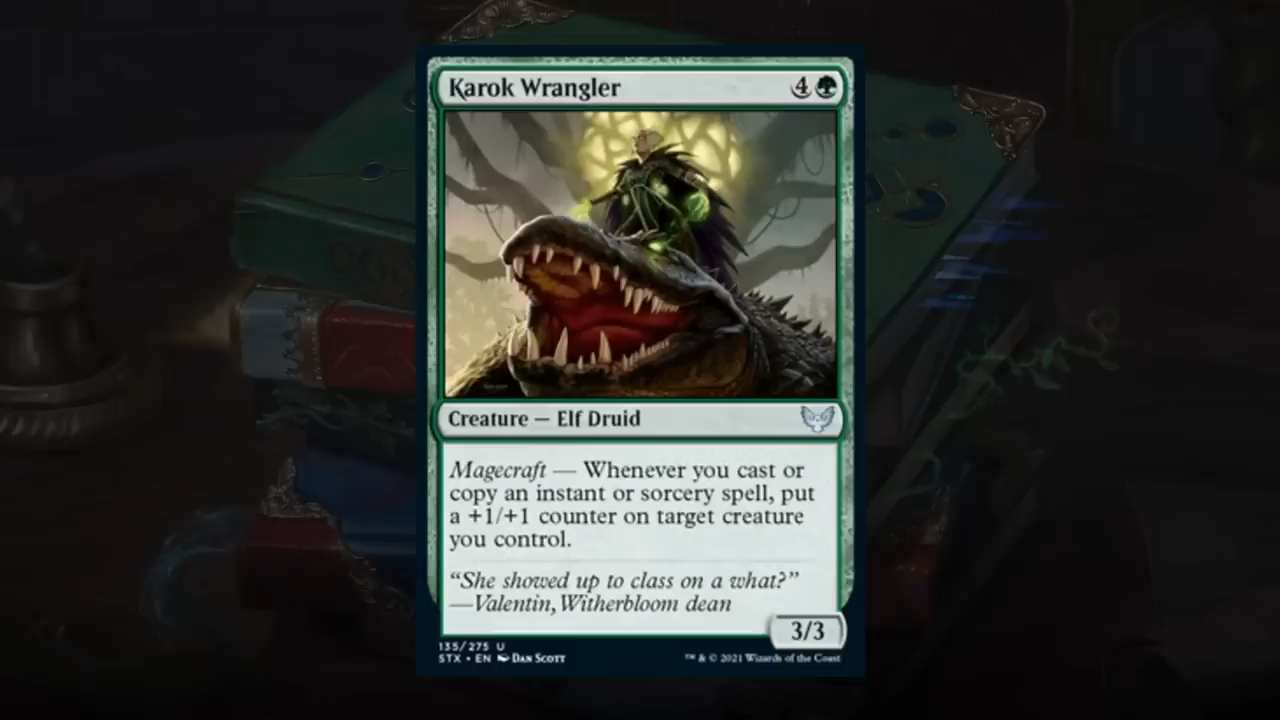 Karok Wrangler 4
Creature — Elf Druid
Magecraft — Whenever you cast or
copy an instant or sorcery spell, put
a +1/+1 counter on target creature
you control.
“She showed up to class on a what?”
—Valentin, Witherbloom dean
3/3
135/275 U
STX • EN DAN SCOTT
™ & © 2021 Wizards of the Coast